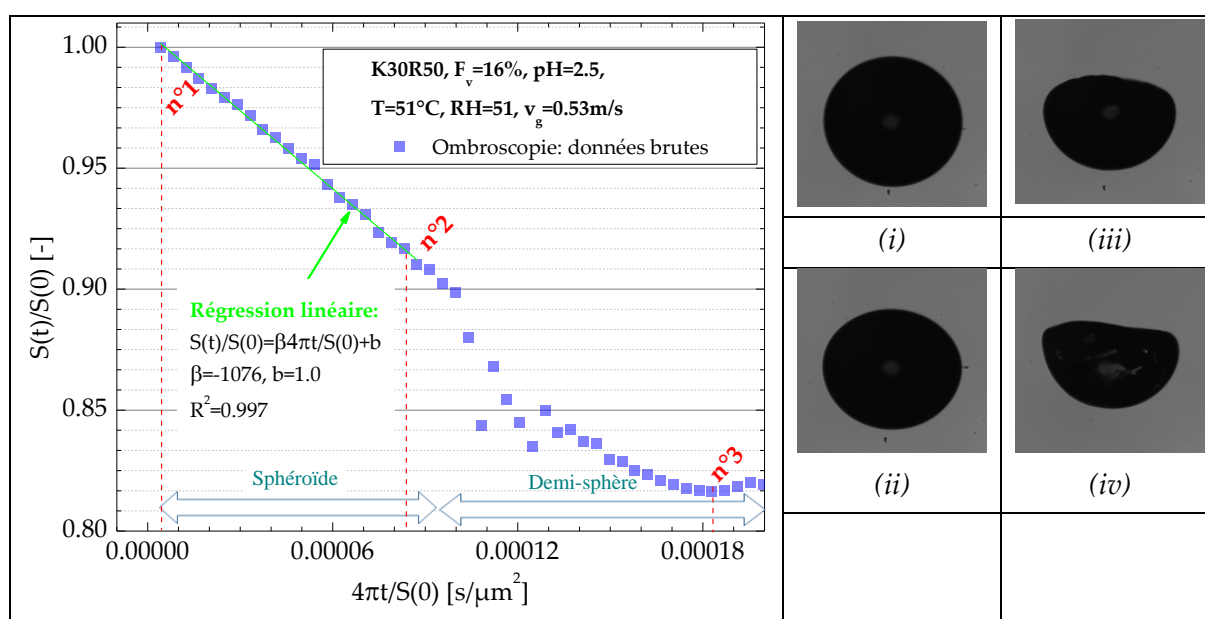 S(t)/S(0) [-]
1.00
0.95
0.90
0.85
0.80
K30R50, Fv=16%, pH=2.5,
T=51°C, RH=51, vg=0.53m/s
Ombroscopie: données brutes
n°1
n°2
n°3
Régression linéaire:
S(t)/S(0)=β4πt/S(0)+b
β=-1076, b=1.0
R²=0.997
Sphéroïde
Demi-sphère
0.00000
0.00006
0.00012
0.00018
4πt/S(0) [s/μm²]
(i)
(iii)
(ii)
(iv)